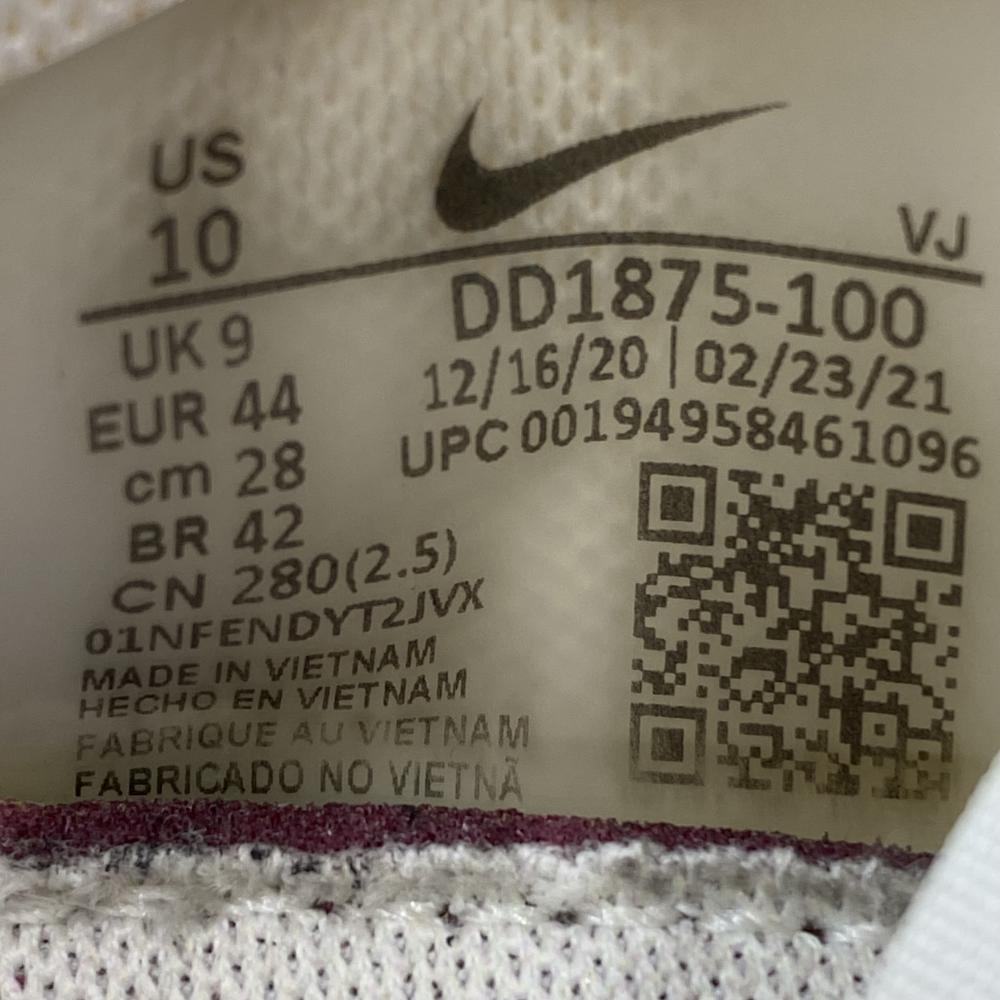 US
10
VJ
UK 9
EUR 44
cm 28
BR 42
CN 280(2.5)
01NFENDYT2JVX
MADE IN VIETNAM
HECHO EN VIETNAM
FABRIQUE AU VIETNAM
FABRICADO NO VIETNÃ
DD1875-100
12/16/20 | 02/23/21
UPC 00194958461096